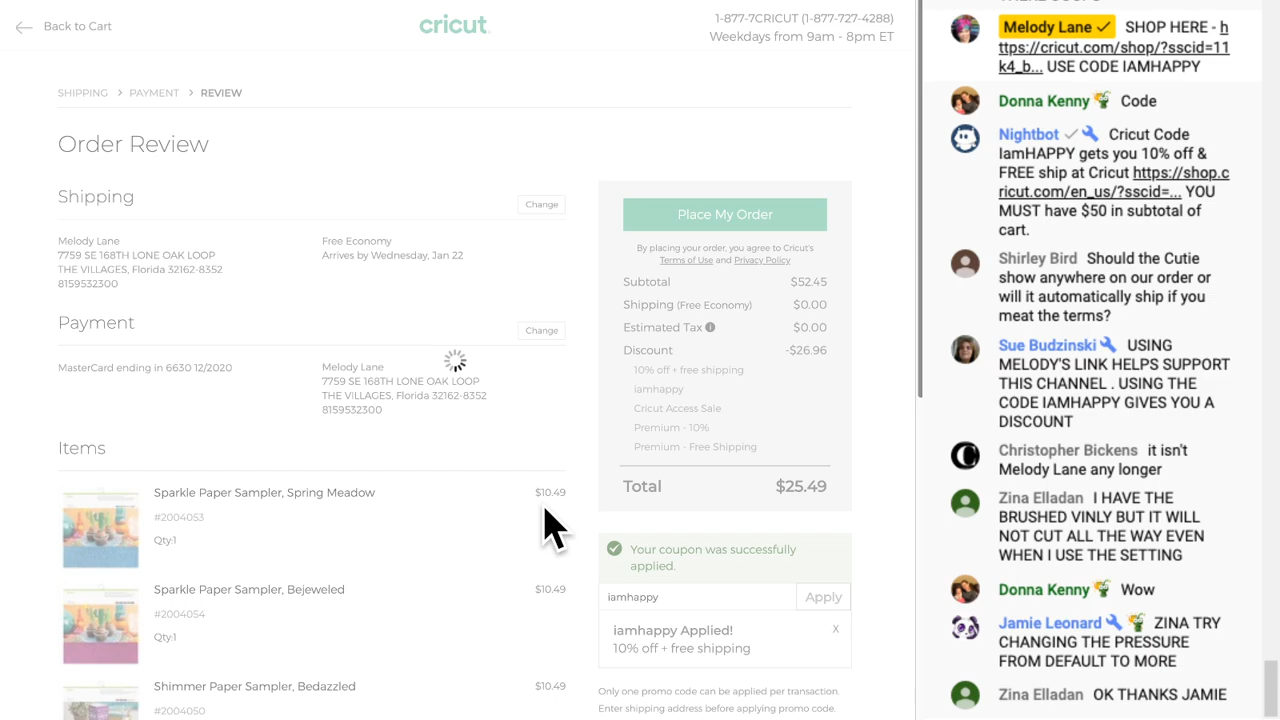 Back to Cart
cricut
1-877-7CRICUT (1-877-727-4288)
Weekdays from 9am - 8pm ET
SHIPPING > PAYMENT > REVIEW
Order Review
Shipping
Change
Melody Lane
7759 SE 168TH LONE OAK LOOP
THE VILLAGES, Florida 32162-8352
8159532300
Free Economy
Arrives by Wednesday, Jan 22
Payment
Change
MasterCard ending in 6630 12/2020
Melody Lane
7759 SE 168TH LONE OAK LOOP
THE VILLAGES, Florida 32162-8352
8159532300
Items
Sparkle Paper Sampler, Spring Meadow $10.49
#2004053
Qty:1
Sparkle Paper Sampler, Bejeweled $10.49
#2004054
Qty:1
Shimmer Paper Sampler, Bedazzled $10.49
#2004050
Place My Order
By placing your order, you agree to Cricut's
Terms of Use and Privacy Policy
Subtotal $52.45
Shipping (Free Economy) $0.00
Estimated Tax $0.00
Discount -$26.96
10% off + free shipping
iamhappy
Cricut Access Sale
Premium - 10%
Premium - Free Shipping
Total $25.49
Your coupon was successfully
applied.
iamhappy Apply
iamhappy Applied! X
10% off + free shipping
Only one promo code can be applied per transaction.
Enter shipping address before applying promo code.
Melody Lane SHOP HERE - h
ttps://cricut.com/shop/?sscid=11
k4_b... USE CODE IAMHAPPY
Donna Kenny Code
Nightbot Cricut Code
IamHAPPY gets you 10% off &
FREE ship at Cricut https://shop.c
ricut.com/en_us/?sscid=... YOU
MUST have $50 in subtotal of
cart.
Shirley Bird Should the Cutie
show anywhere on our order or
will it automatically ship if you
meat the terms?
Sue Budzinski USING
MELODY'S LINK HELPS SUPPORT
THIS CHANNEL . USING THE
CODE IAMHAPPY GIVES YOU A
DISCOUNT
Christopher Bickens it isn't
Melody Lane any longer
Zina Elladan I HAVE THE
BRUSHED VINLY BUT IT WILL
NOT CUT ALL THE WAY EVEN
WHEN I USE THE SETTING
Donna Kenny Wow
Jamie Leonard ZINA TRY
CHANGING THE PRESSURE
FROM DEFAULT TO MORE
Zina Elladan OK THANKS JAMIE